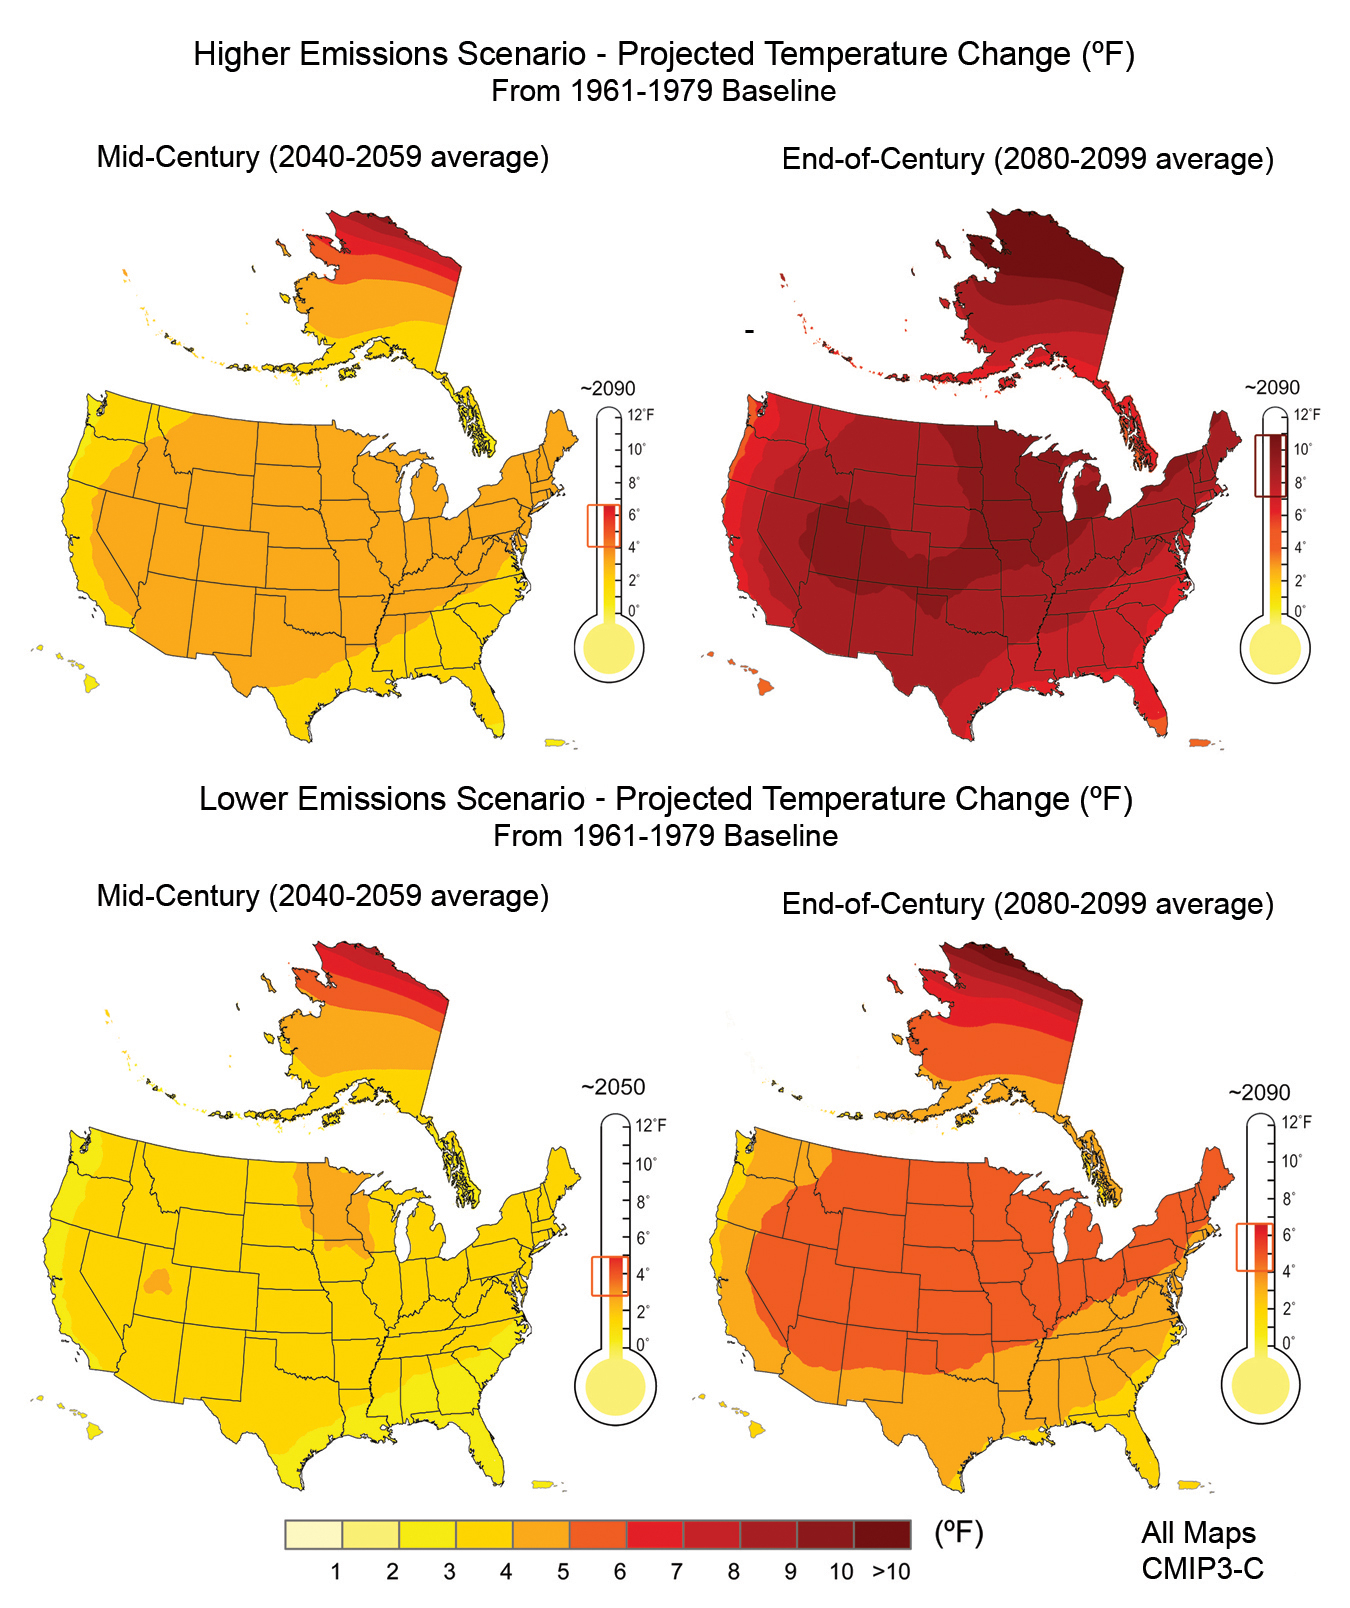 Higher Emissions Scenario - Projected Temperature Change (ºF)
From 1961-1979 Baseline
Mid-Century (2040-2059 average)
End-of-Century (2080-2099 average)
-
~2090
12°F
10°
8°
6°
4°
2°
0°
~2090
12°F
10°
8°
6°
4°
2°
0°
Lower Emissions Scenario - Projected Temperature Change (ºF)
From 1961-1979 Baseline
Mid-Century (2040-2059 average)
End-of-Century (2080-2099 average)
~2050
12°F
10°
8°
6°
4°
2°
0°
~2090
12°F
10°
8°
6°
4°
2°
0°
(ºF)
1 2 3 4 5 6 7 8 9 10 >10
All Maps
CMIP3-C